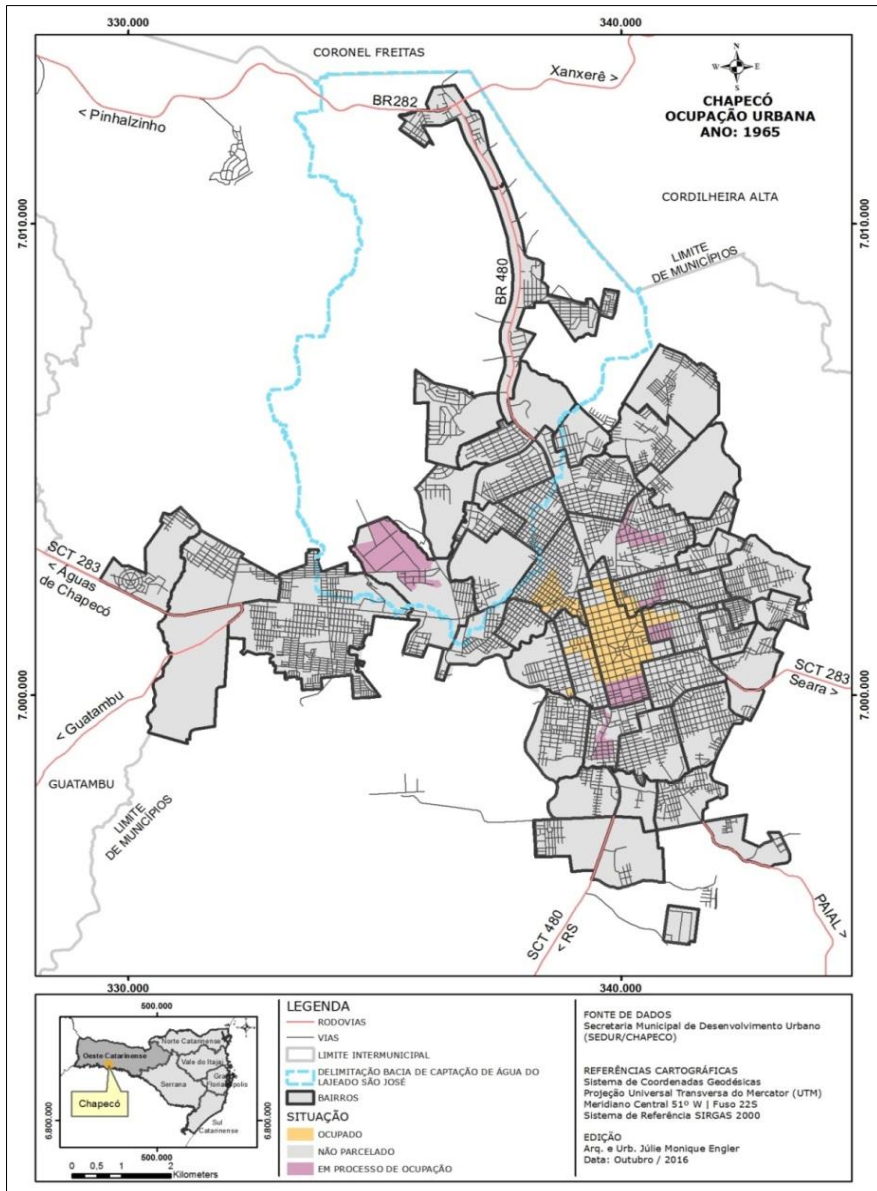 330.000
340.000
CORONEL FREITAS
Xanxerê >
N
W E
S
CHAPECÓ
OCUPAÇÃO URBANA
ANO: 1965
BR282
< Pinhalzinho
CORDILHEIRA ALTA
7.010.000
7.010.000
LIMITE
DE MUNICÍPIOS
BR 480
SCT 283
< Águas
de Chapecó
SCT 283
Seara >
7.000.000
7.000.000
< Guatambu
GUATAMBU
LIMITE
DE MUNICÍPIOS
SCT 480
< RS
PAIAL >
330.000
340.000
500.000
Norte Catarinense
Oeste Catarinense
Vale do Itajaí
Grande
Florianópolis
Serrana
Chapecó
Sul
Catarinense
6.800.000
6.800.000
500.000
0 0,5 1 2
Kilometers
LEGENDA
RODOVIAS
VIAS
LIMITE INTERMUNICIPAL
DELIMITAÇÃO BACIA DE CAPTAÇÃO DE ÁGUA DO
LAJEADO SÃO JOSÉ
BAIRROS
SITUAÇÃO
OCUPADO
NÃO PARCELADO
EM PROCESSO DE OCUPAÇÃO
FONTE DE DADOS
Secretaria Municipal de Desenvolvimento Urbano
(SEDUR/CHAPECO)
REFERÊNCIAS CARTOGRÁFICAS
Sistema de Coordenadas Geodésicas
Projeção Universal Transversa do Mercator (UTM)
Meridiano Central 51º W | Fuso 22S
Sistema de Referência SIRGAS 2000
EDIÇÃO
Arq. e Urb. Júlie Monique Engler
Data: Outubro / 2016